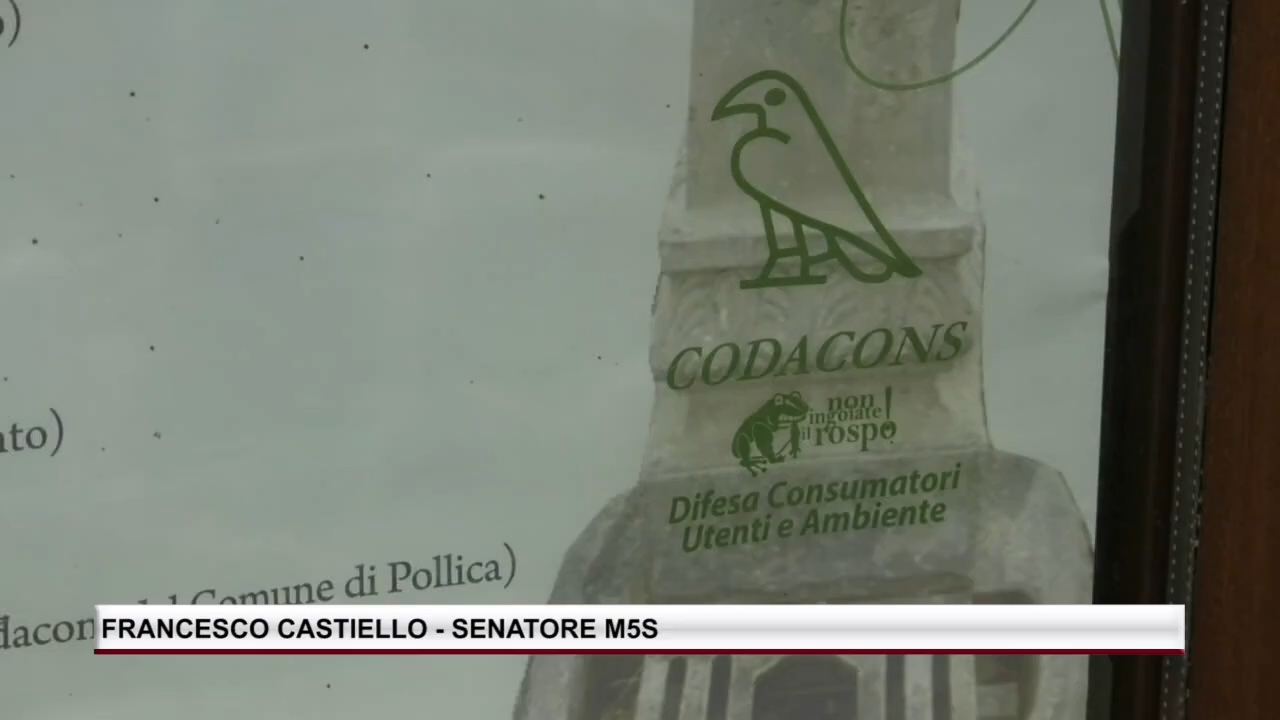 nto)
Comune di Pollica)
CODACONS
non
ingoiate
il rospo!
Difesa Consumatori
Utenti e Ambiente
FRANCESCO CASTIELLO - SENATORE M5S